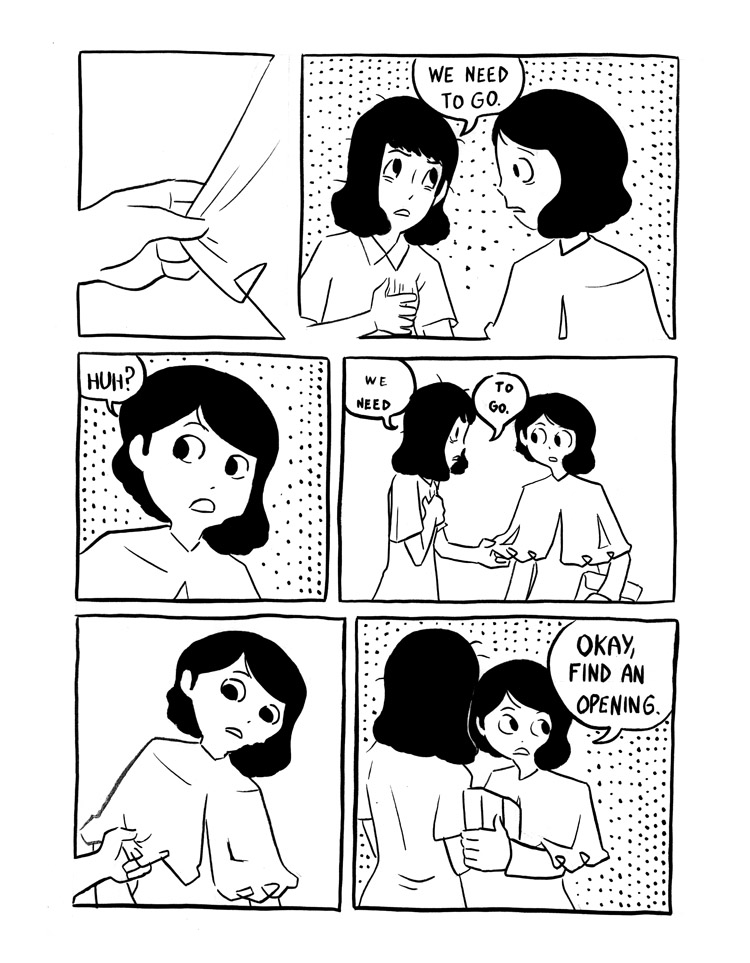 WE NEED
TO GO.
HUH?
WE
NEED
TO
GO.
OKAY,
FIND AN
OPENING.